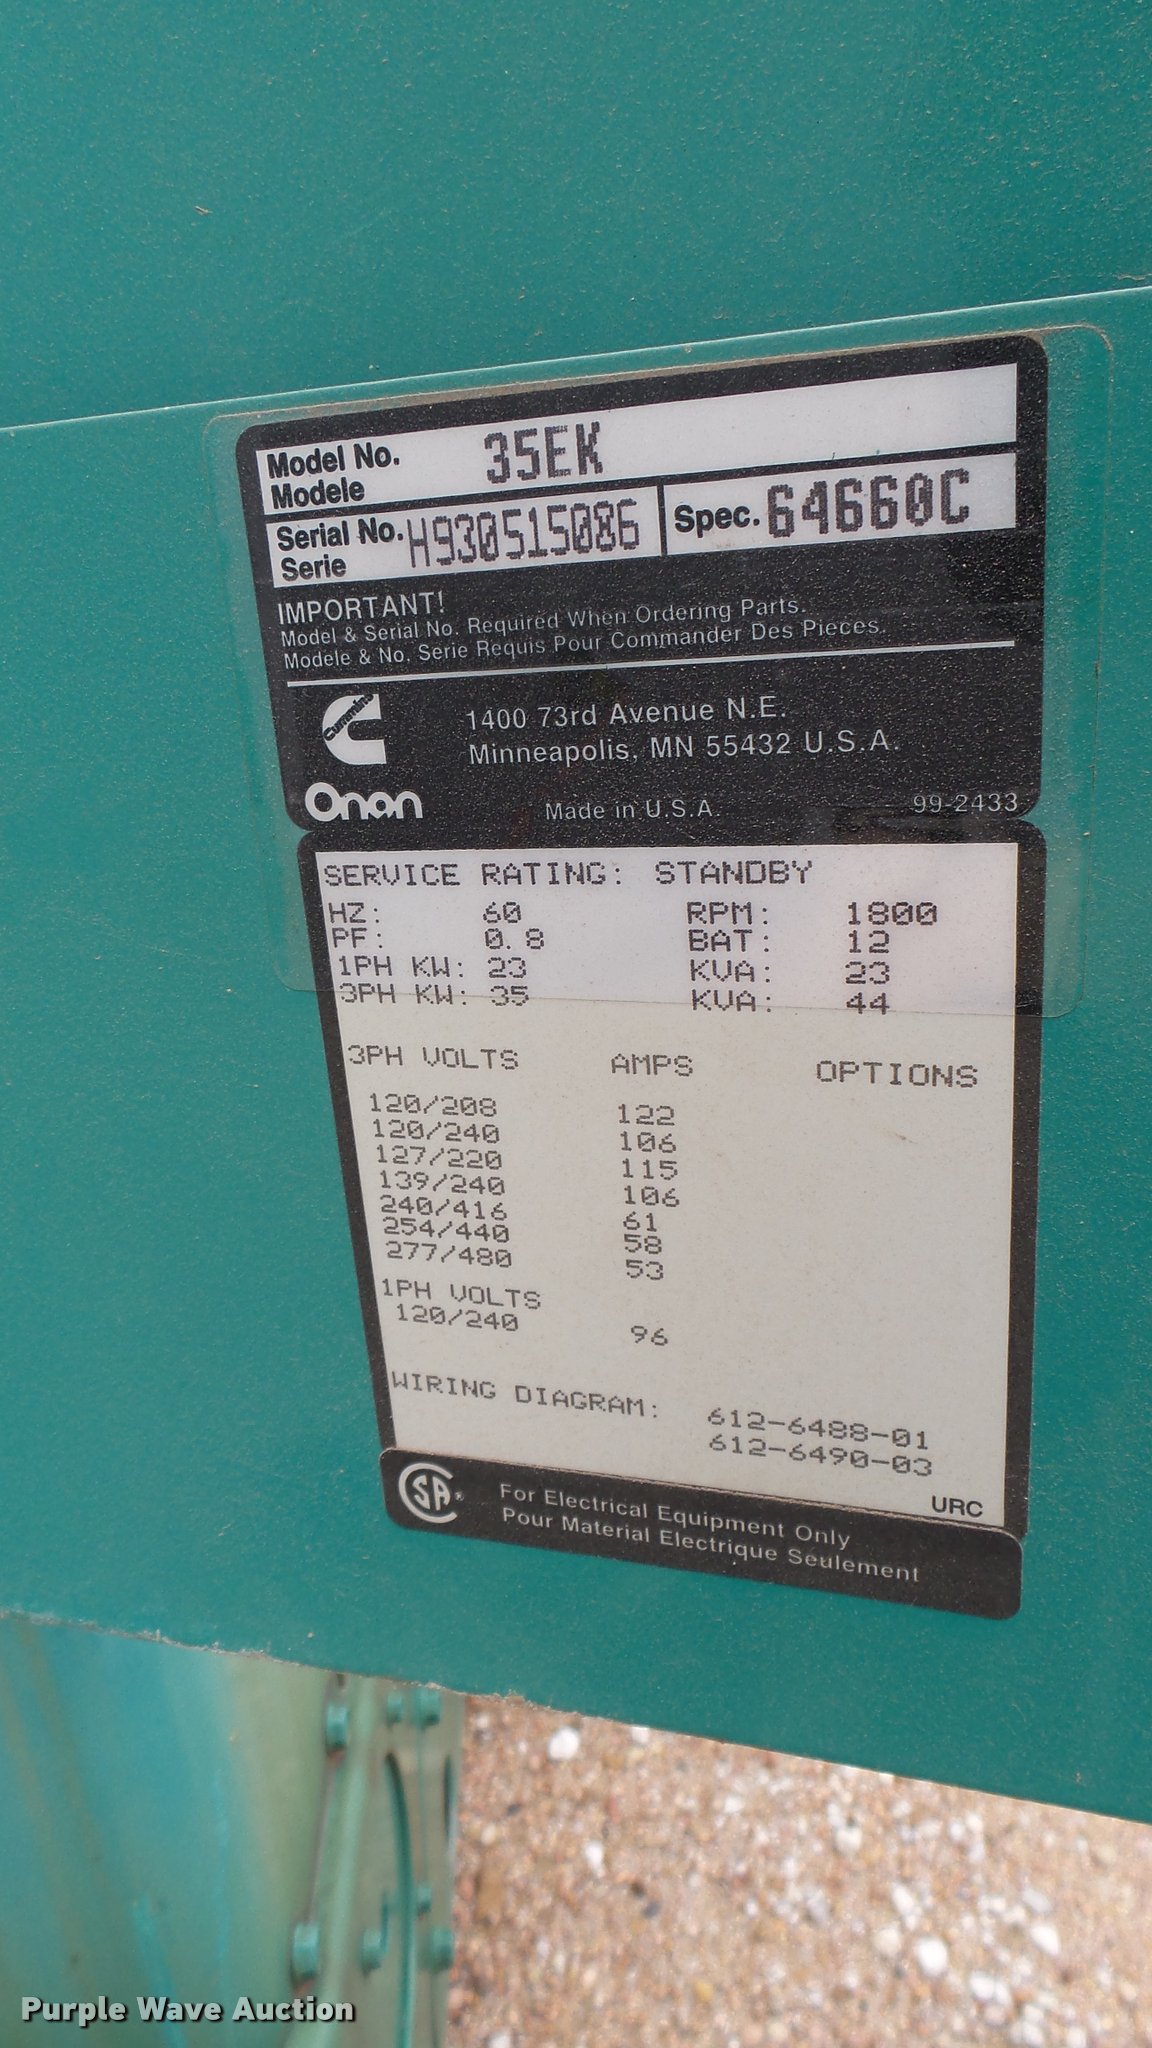 Model No. 35EK
Modele
Serial No. H930515086
Serie
Spec. 64660C
IMPORTANT!
Model & Serial No. Required When Ordering Parts.
Modele & No. Serie Requis Pour Commander Des Pieces.
Cummins
Onan
1400 73rd Avenue N.E.
Minneapolis, MN 55432 U.S.A.
Made in U.S.A. 99-2433
SERVICE RATING: STANDBY
HZ: 60 RPM: 1800
PF: 0.8 BAT: 12
1PH KW: 23 KVA: 23
3PH KW: 35 KVA: 44
3PH VOLTS AMPS OPTIONS
120/208 122
120/240 106
127/220 115
139/240 106
240/416 61
254/440 58
277/480 53
1PH VOLTS
120/240 96
WIRING DIAGRAM: 612-6488-01
612-6490-03
URC
CSA®
For Electrical Equipment Only
Pour Material Electrique Seulement
Purple Wave Auction